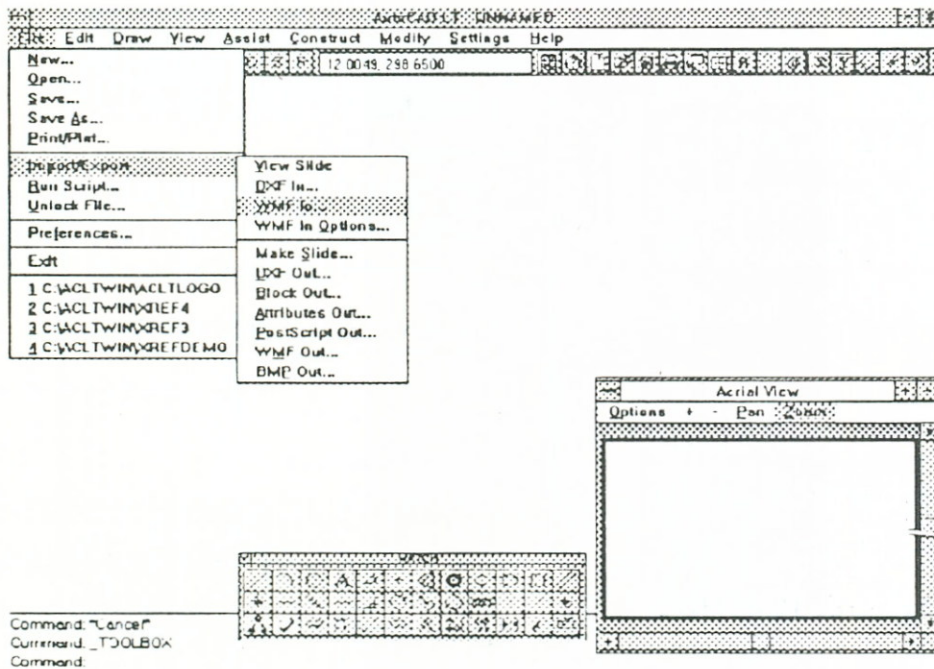 AutoCAD LT - UNNAMED
File Edit Draw View Assist Construct Modify Settings Help
12.0049, 298.6500
New...
Open...
Save...
Save As...
Print/Plot...
Import/Export
Run Script...
Unlock File...
Preferences...
Exit
1 C:\ACLTWIN\ACLTLOGO
2 C:\ACLTWIN\XREF4
3 C:\ACLTWIN\XREF3
4 C:\ACLTWIN\XREFDEMO
View Slide
DXF In...
WMF In...
WMF In Options...
Make Slide...
DXF Out...
Block Out...
Attributes Out...
PostScript Out...
WMF Out...
BMP Out...
Aerial View
Options + - Pan Zoom
HATCH
A
Command: *Cancel*
Command: _TOOLBOX
Command: